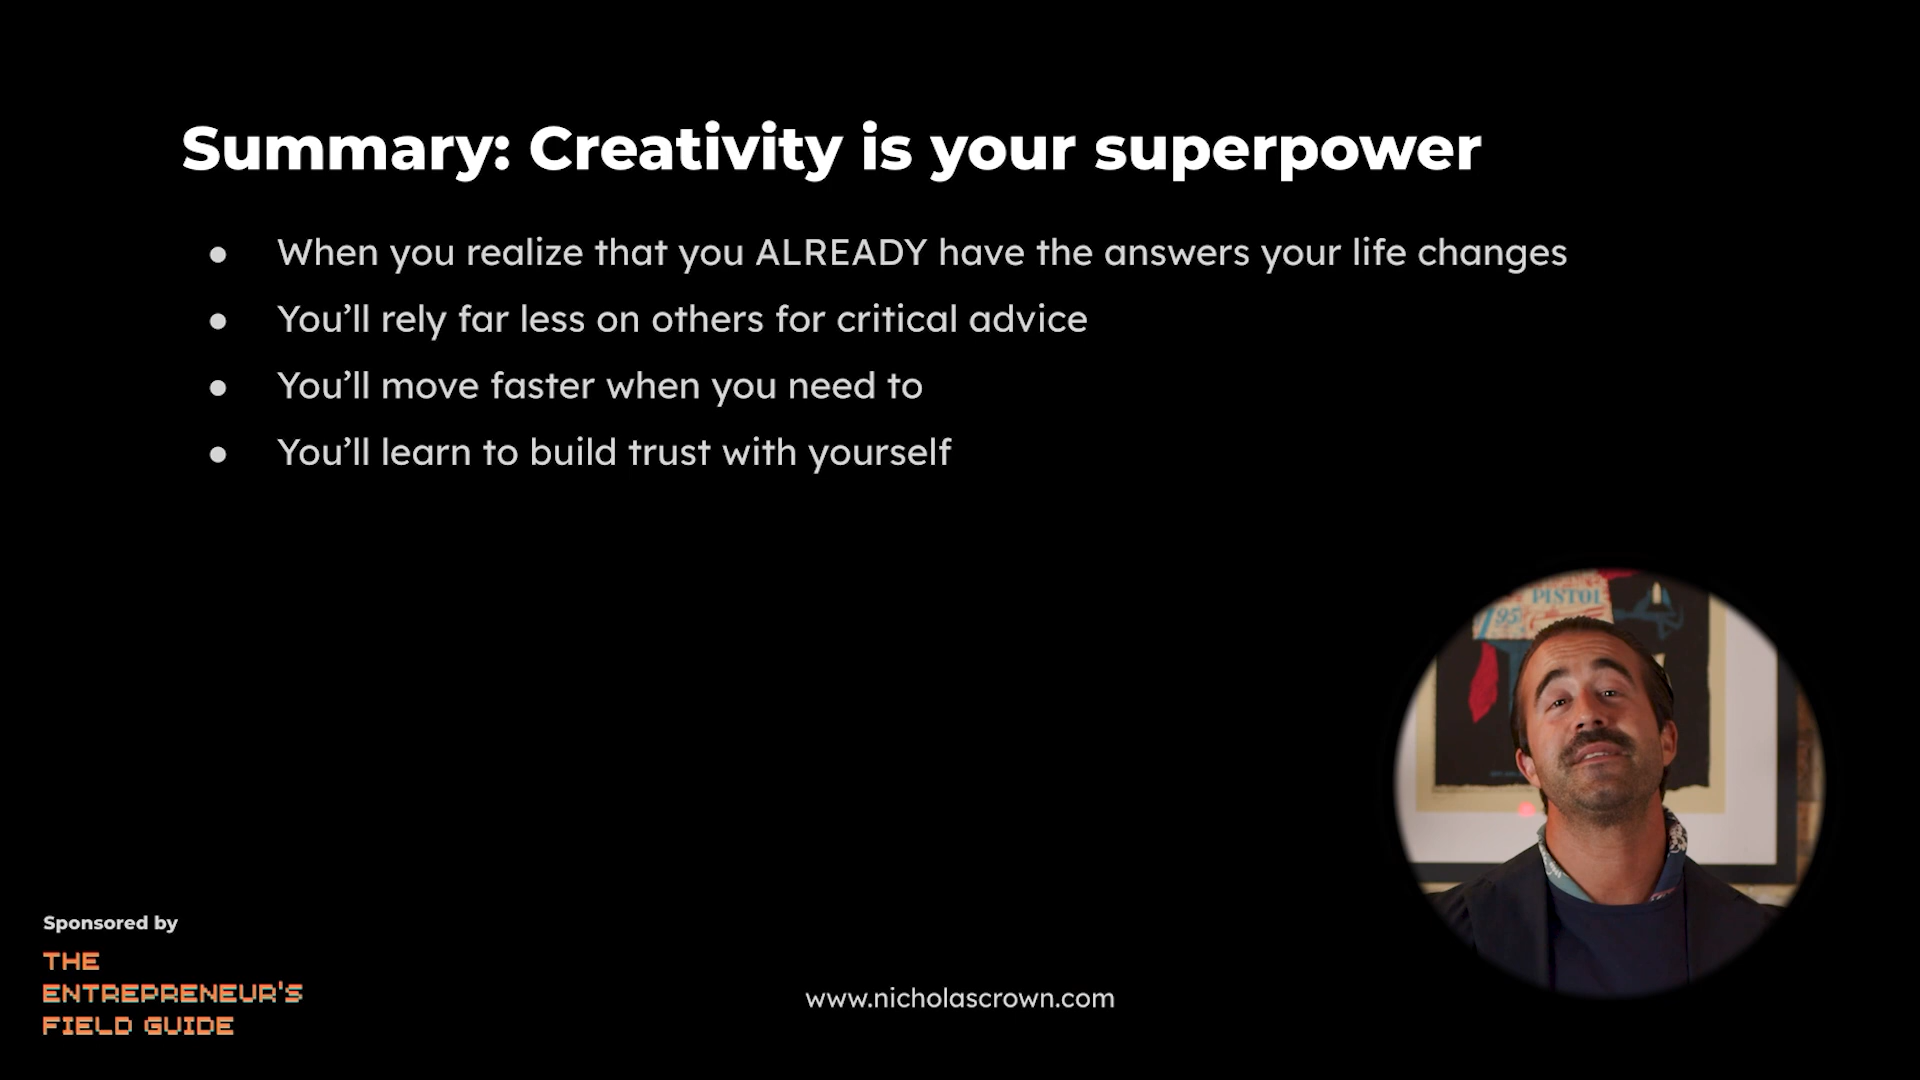 Summary: Creativity is your superpower
● When you realize that you ALREADY have the answers your life changes
● You’ll rely far less on others for critical advice
● You’ll move faster when you need to
● You’ll learn to build trust with yourself
PISTOL
95
Sponsored by
THE
ENTREPRENEUR'S
FIELD GUIDE
www.nicholascrown.com